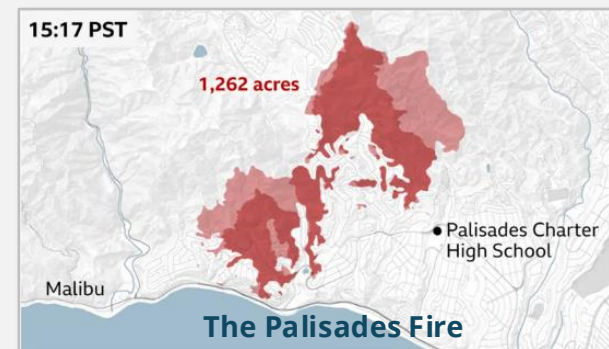 15:17 PST
1,262 acres
Palisades Charter
High School
Malibu
The Palisades Fire